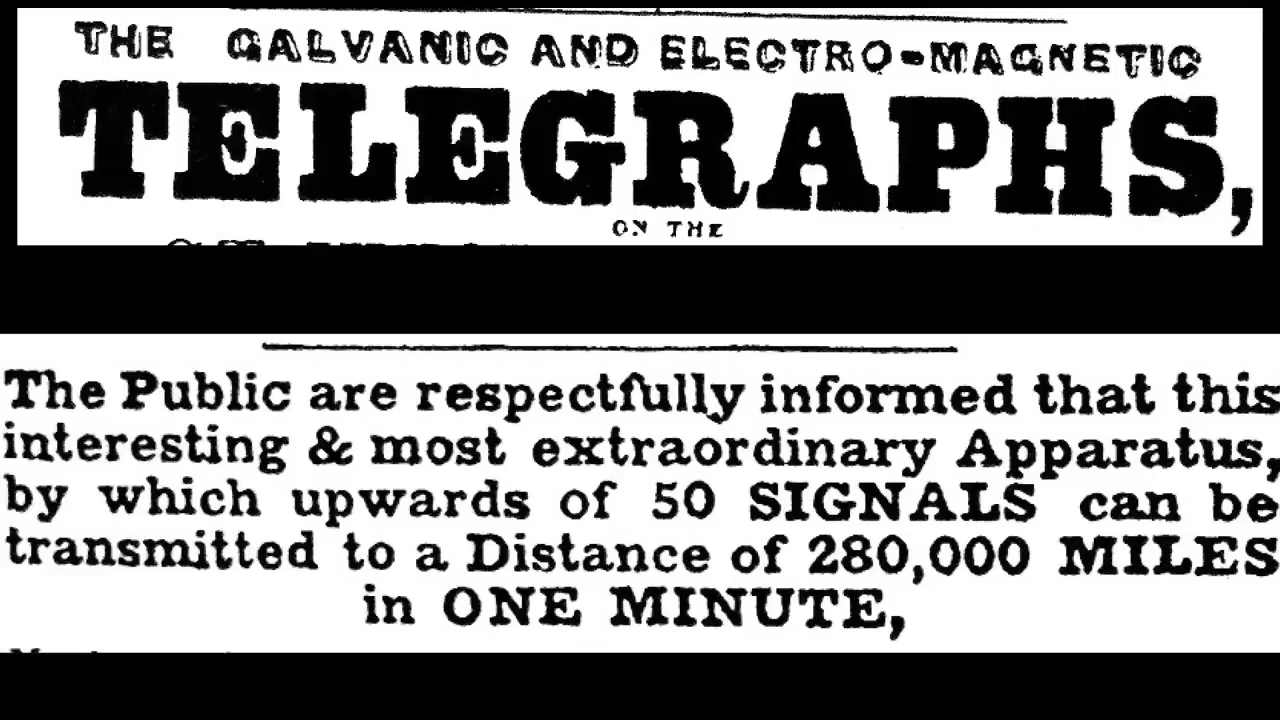 THE GALVANIC AND ELECTRO-MAGNETIC
TELEGRAPHS,
ON THE
The Public are respectfully informed that this
interesting & most extraordinary Apparatus,
by which upwards of 50 SIGNALS can be
transmitted to a Distance of 280,000 MILES
in ONE MINUTE,